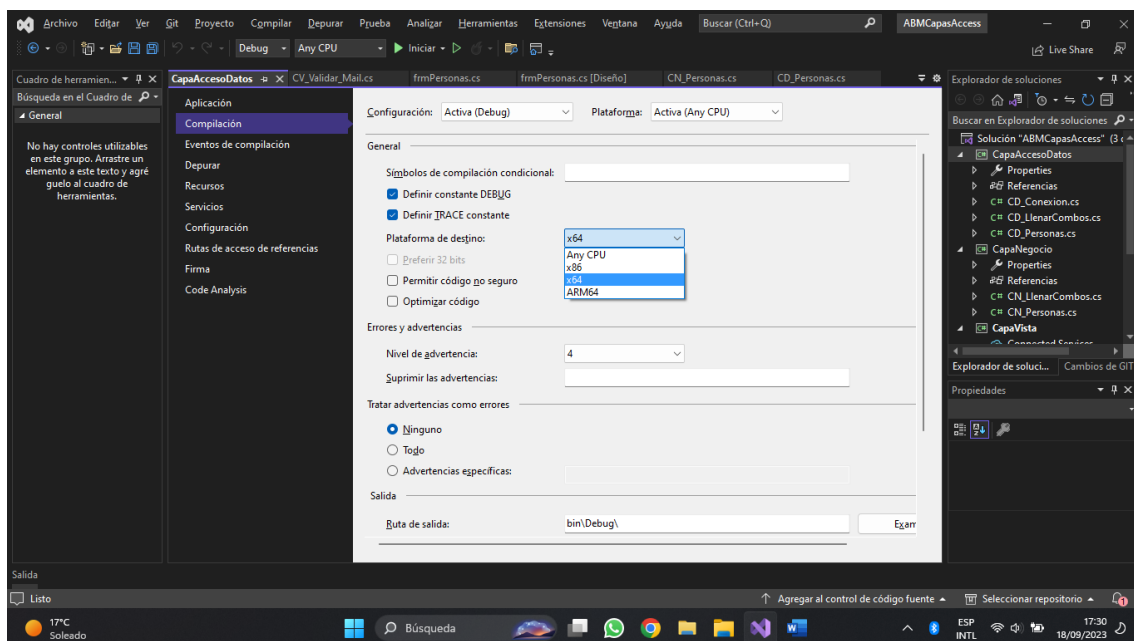 Archivo Editar Ver Git Proyecto Compilar Depurar Prueba Analizar Herramientas Extensiones Ventana Ayuda Buscar (Ctrl+Q) ABMCapasAccess
Debug Any CPU Iniciar Live Share
Cuadro de herramien...
Búsqueda en el Cuadro de
General
No hay controles utilizables
en este grupo. Arrastre un
elemento a este texto y agré
guelo al cuadro de
herramientas.
CapaAccesoDatos CV_Validar_Mail.cs frmPersonas.cs frmPersonas.cs [Diseño] CN_Personas.cs CD_Personas.cs
Aplicación
Compilación
Eventos de compilación
Depurar
Recursos
Servicios
Configuración
Rutas de acceso de referencias
Firma
Code Analysis
Configuración: Activa (Debug) Plataforma: Activa (Any CPU)
General
Símbolos de compilación condicional:
Definir constante DEBUG
Definir TRACE constante
Plataforma de destino: x64
Any CPU
x86
x64
ARM64
Preferir 32 bits
Permitir código no seguro
Optimizar código
Errores y advertencias
Nivel de advertencia: 4
Suprimir las advertencias:
Tratar advertencias como errores
Ninguno
Todo
Advertencias específicas:
Salida
Ruta de salida: bin\Debug\ Exam
Explorador de soluciones
Buscar en Explorador de soluciones
Solución "ABMCapasAccess" (3
C# CapaAccesoDatos
Properties
Referencias
C# CD_Conexion.cs
C# CD_LlenarCombos.cs
C# CD_Personas.cs
C# CapaNegocio
Properties
Referencias
C# CN_LlenarCombos.cs
C# CN_Personas.cs
C# CapaVista
Connected Services
Explorador de soluci... Cambios de GIT
Propiedades
Salida
Listo Agregar al control de código fuente Seleccionar repositorio 1
17°C
Soleado
Búsqueda
ESP
INTL
17:30
18/09/2023